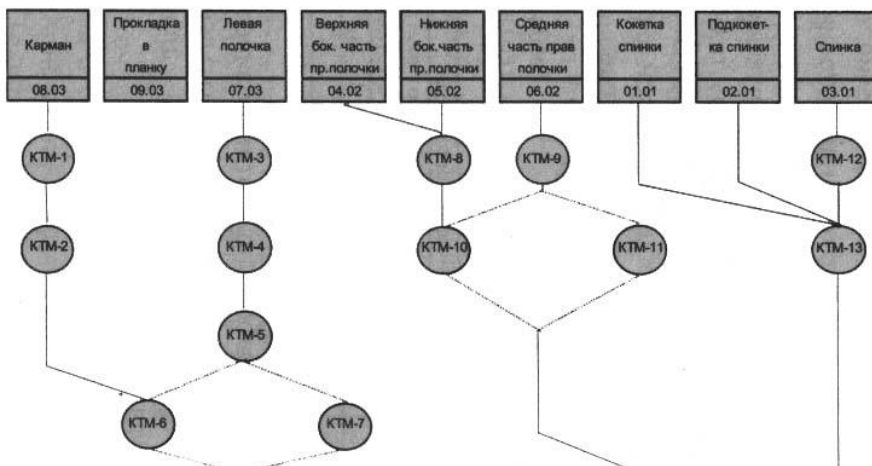 Карман
08.03
Прокладка
в
планку
09.03
Левая
полочка
07.03
Верхняя
бок. часть
пр.полочки
04.02
Нижняя
бок.часть
пр.полочки
05.02
Средняя
часть прав
полочки
06.02
Кокетка
спинки
01.01
Подкокет-
ка спинки
02.01
Спинка
03.01
КТМ-1
КТМ-3
КТМ-8
КТМ-9
КТМ-12
КТМ-2
КТМ-4
КТМ-10
КТМ-11
КТМ-13
КТМ-5
КТМ-6
КТМ-7